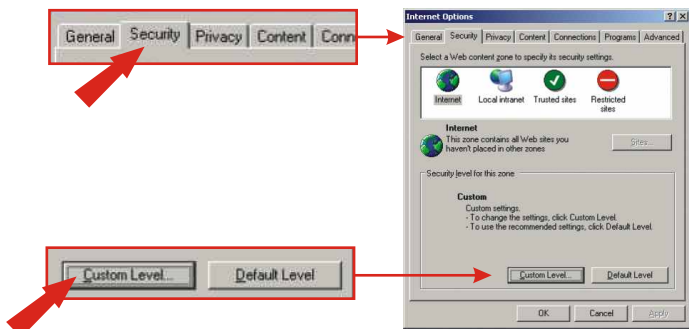 General Security Privacy Content Conn
Custom Level... Default Level
Internet Options
General Security Privacy Content Connections Programs Advanced
Select a Web content zone to specify its security settings.
Internet Local intranet Trusted sites Restricted
sites
Internet
This zone contains all Web sites you
haven't placed in other zones
Sites...
Security level for this zone
Custom
Custom settings.
- To change the settings, click Custom Level.
- To use the recommended settings, click Default Level.
Custom Level... Default Level
OK Cancel Apply